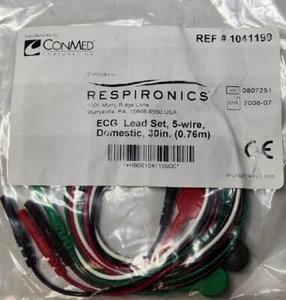 manufactured by
CONMED
CORPORATION
REF # 1041199
Distributed by
RESPIRONICS
1001 Murry Ridge Lane
Murrysville, PA 15668-8550 USA
0807251
2008-07
ECG Lead Set, 5-wire,
Domestic, 30in. (0.76m)
CE